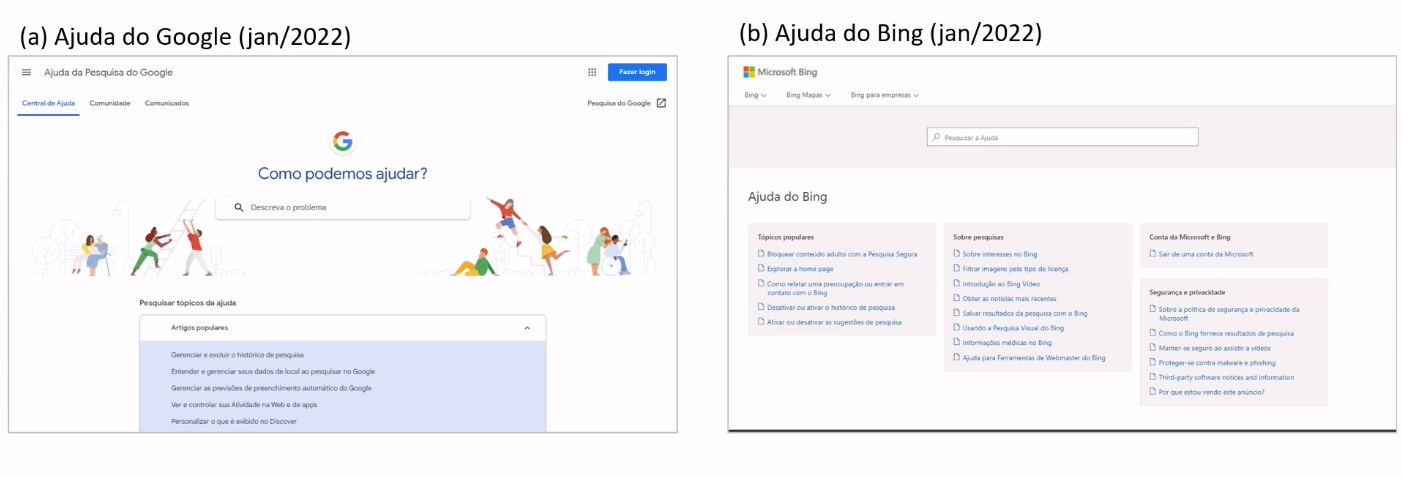 (a) Ajuda do Google (jan/2022)
Ajuda da Pesquisa do Google
Fazer login
Central de Ajuda
Comunidade
Comunicados
Pesquisa do Google
G
Como podemos ajudar?
Descreva o problema
Pesquisar tópicos da ajuda
Artigos populares
Gerenciar e excluir o histórico de pesquisa
Entender e gerenciar seus dados de local ao pesquisar no Google
Gerenciar as previsões de preenchimento automático do Google
Ver e controlar sua Atividade na Web e de apps
Personalizar o que é exibido no Discover
(b) Ajuda do Bing (jan/2022)
Microsoft Bing
Bing
Bing Mapas
Bing para empresas
Pesquisar a Ajuda
Ajuda do Bing
Tópicos populares
Bloquear conteúdo adulto com a Pesquisa Segura
Explorar a home page
Como relatar uma preocupação ou entrar em
contato com o Bing
Desativar ou ativar o histórico de pesquisa
Ativar ou desativar as sugestões de pesquisa
Sobre pesquisas
Sobre interesses no Bing
Filtrar imagens pelo tipo de licença
Introdução ao Bing Vídeo
Obter as notícias mais recentes
Salvar resultados da pesquisa com o Bing
Usando a Pesquisa Visual do Bing
Informações médicas no Bing
Ajuda para Ferramentas de Webmaster do Bing
Conta da Microsoft e Bing
Sair de uma conta da Microsoft
Segurança e privacidade
Sobre a política de segurança e privacidade da
Microsoft
Como o Bing fornece resultados de pesquisa
Manter-se seguro ao assistir a vídeos
Proteger-se contra malware e phishing
Third-party software notices and information
Por que estou vendo este anúncio?